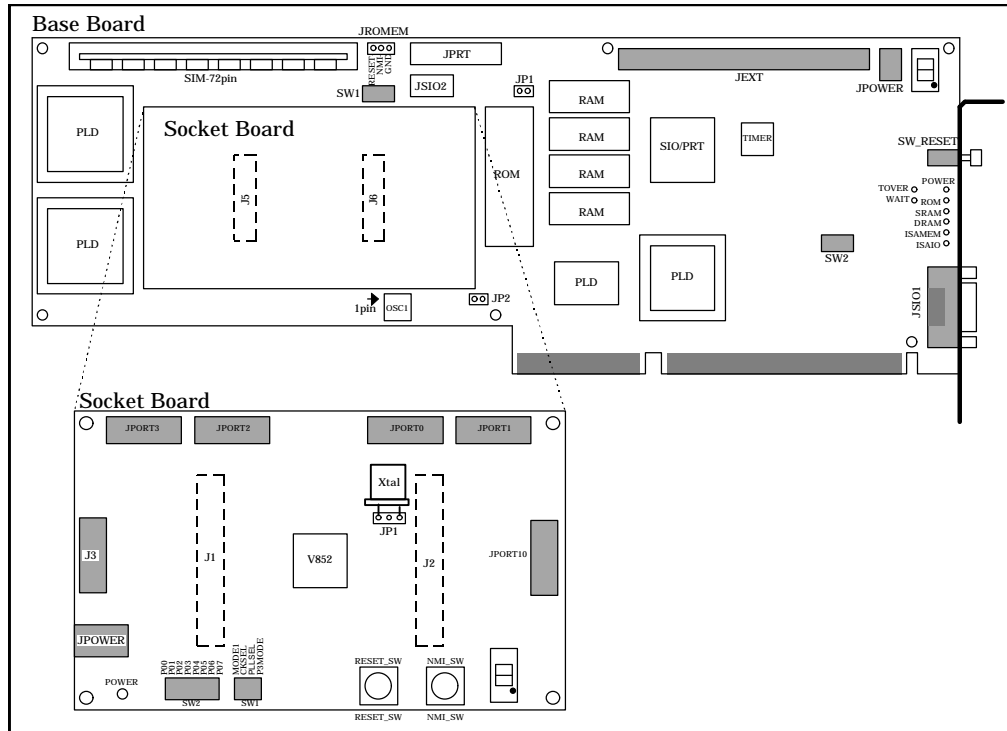 Base Board
JROMEM
RESET
NMI
GND
JPRT
SIM-72pin
SW1
JSIO2
JP1
JEXT
JPOWER
PLD
Socket Board
J5
J6
ROM
RAM
RAM
RAM
RAM
SIO/PRT
TIMER
SW_RESET
POWER
TOVER
WAIT
ROM
SRAM
DRAM
ISAMEM
ISAIO
PLD
SW2
PLD
PLD
JSIO1
1pin
OSC1
JP2
Socket Board
JPORT3
JPORT2
JPORT0
JPORT1
Xtal
JP1
J3
J1
V852
J2
JPORT10
JPOWER
POWER
P00
P01
P02
P03
P04
P05
P06
P07
SW2
MODE1
CKSEL
PLLSEL
P3MODE
SW1
RESET_SW
NMI_SW
RESET_SW
NMI_SW